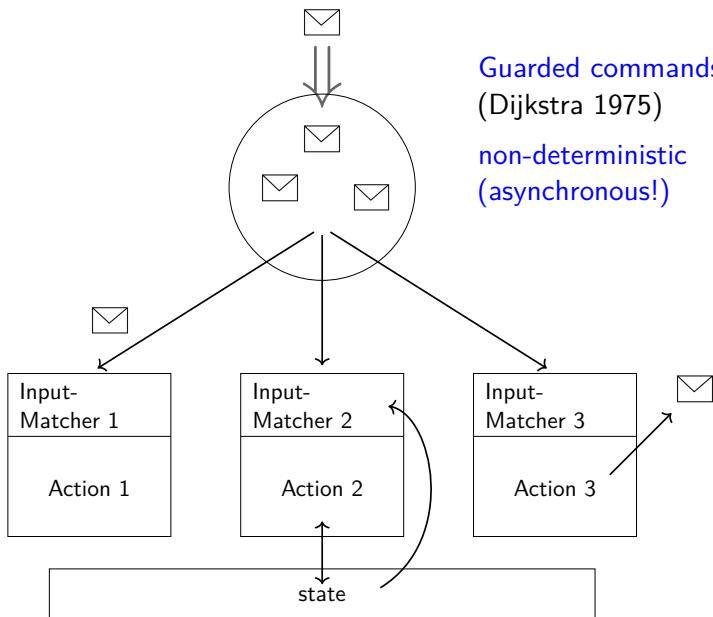 Guarded commands
(Dijkstra 1975)
non-deterministic
(asynchronous!)
Input-
Matcher 1
Input-
Matcher 2
Input-
Matcher 3
Action 1
Action 2
Action 3
state